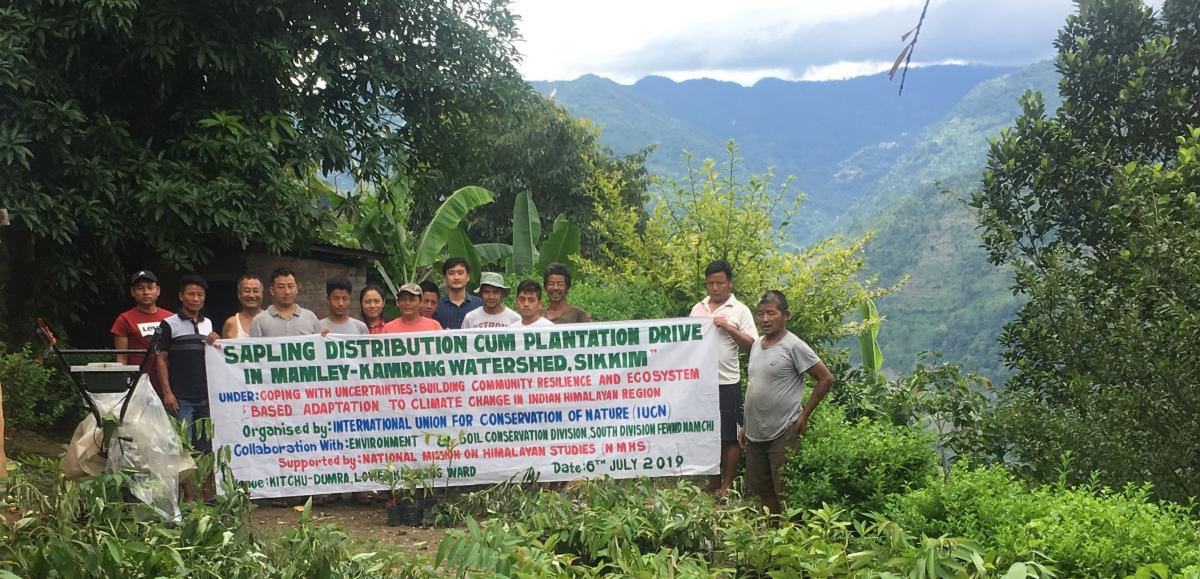 "SAPLING DISTRIBUTION CUM PLANTATION DRIVE
IN MAMLEY-KAMRANG WATERSHED, SIKKIM"
UNDER: COPING WITH UNCERTAINTIES: BUILDING COMMUNITY RESILIENCE AND ECOSYSTEM
BASED ADAPTATION TO CLIMATE CHANGE IN INDIAN HIMALAYAN REGION
Organised by: INTERNATIONAL UNION FOR CONSERVATION OF NATURE (IUCN)
Collaboration With: ENVIRONMENT SOIL CONSERVATION DIVISION, SOUTH DIVISION FEWMD NAMCHI
Supported by: NATIONAL MISSION ON HIMALAYAN STUDIES (NMHS)
Venue: KITCHU-DUMRA, WARD Date: 6TH JULY 2019